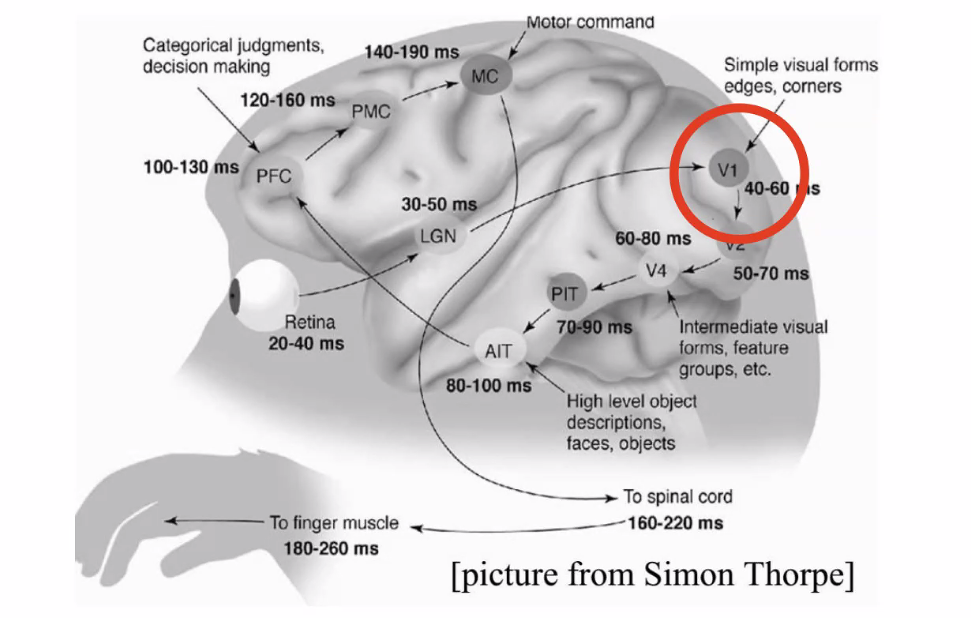 Motor command
Categorical judgments,
decision making
140-190 ms
MC
Simple visual forms
edges, corners
120-160 ms
PMC
100-130 ms
PFC
V1
40-60 ms
30-50 ms
LGN
60-80 ms
V2
V4
50-70 ms
PIT
Retina
20-40 ms
70-90 ms
Intermediate visual
forms, feature
groups, etc.
AIT
80-100 ms
High level object
descriptions,
faces, objects
To spinal cord
160-220 ms
To finger muscle
180-260 ms
[picture from Simon Thorpe]